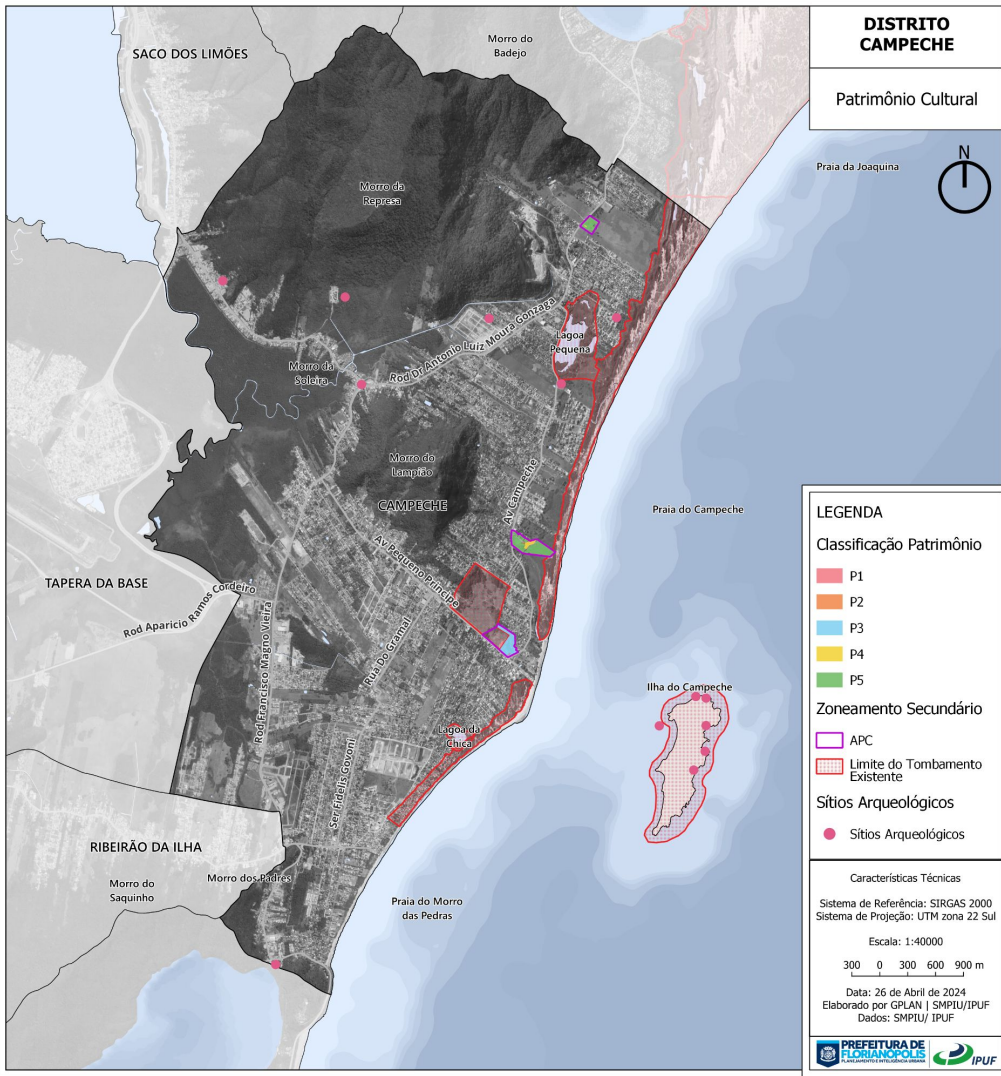 DISTRITO
CAMPECHE
Patrimônio Cultural
N
SACO DOS LIMÕES
Morro do
Badejo
Praia da Joaquina
Morro da
Represa
Rod Dr Antonio Luiz Moura Gonzaga
Lagoa
Pequena
Morro da
Soleira
Morro do
Lampião
CAMPECHE
Av Campeche
Praia do Campeche
TAPERA DA BASE
Rod Aparicio Ramos Cordeiro
Av Pequeno Principe
Rod Francisco Magno Vieira
Rua Do Gramal
Ilha do Campeche
Lagoa da
Chica
Ser Fidelis Govoni
RIBEIRÃO DA ILHA
Morro do
Saquinho
Morro dos Padres
Praia do Morro
das Pedras
LEGENDA
Classificação Patrimônio
P1
P2
P3
P4
P5
Zoneamento Secundário
APC
Limite do Tombamento
Existente
Sítios Arqueológicos
Sítios Arqueológicos
Características Técnicas
Sistema de Referência: SIRGAS 2000
Sistema de Projeção: UTM zona 22 Sul
Escala: 1:40000
300 0 300 600 900 m
Data: 26 de Abril de 2024
Elaborado por GPLAN | SMPIU/IPUF
Dados: SMPIU/ IPUF
PREFEITURA DE
FLORIANÓPOLIS
PLANEJAMENTO E INTELIGÊNCIA URBANA
IPUF